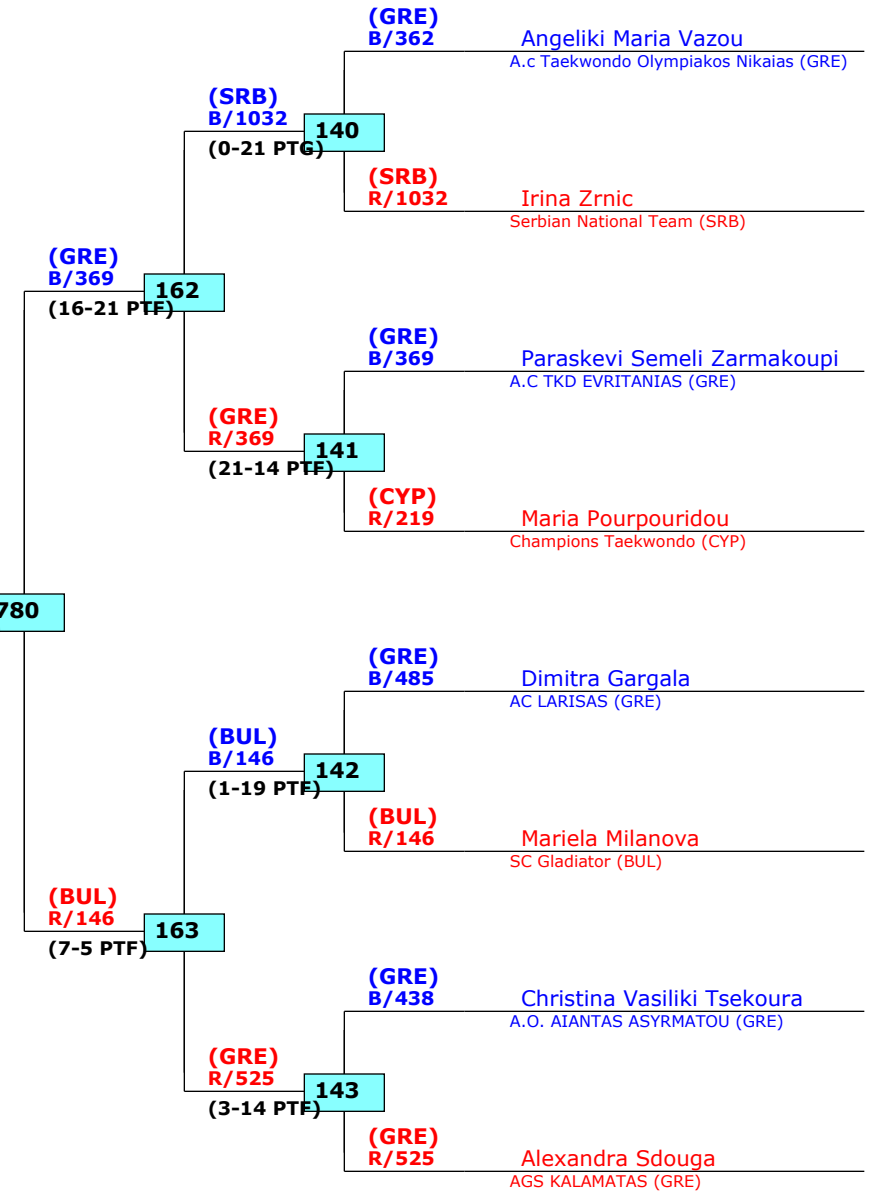 (GRE)
B/362
Angeliki Maria Vazou
A.c Taekwondo Olympiakos Nikaias (GRE)
(SRB)
B/1032
140
(0-21 PTG)
(SRB)
R/1032
Irina Zrnic
Serbian National Team (SRB)
(GRE)
B/369
162
(16-21 PTF)
(GRE)
B/369
Paraskevi Semeli Zarmakoupi
A.C TKD EVRITANIAS (GRE)
(GRE)
R/369
141
(21-14 PTF)
(CYP)
R/219
Maria Pourpouridou
Champions Taekwondo (CYP)
780
(GRE)
B/485
Dimitra Gargala
AC LARISAS (GRE)
(BUL)
B/146
142
(1-19 PTF)
(BUL)
R/146
Mariela Milanova
SC Gladiator (BUL)
(BUL)
R/146
163
(7-5 PTF)
(GRE)
B/438
Christina Vasiliki Tsekoura
A.O. AIANTAS ASYRMATOU (GRE)
(GRE)
R/525
143
(3-14 PTF)
(GRE)
R/525
Alexandra Sdouga
AGS KALAMATAS (GRE)